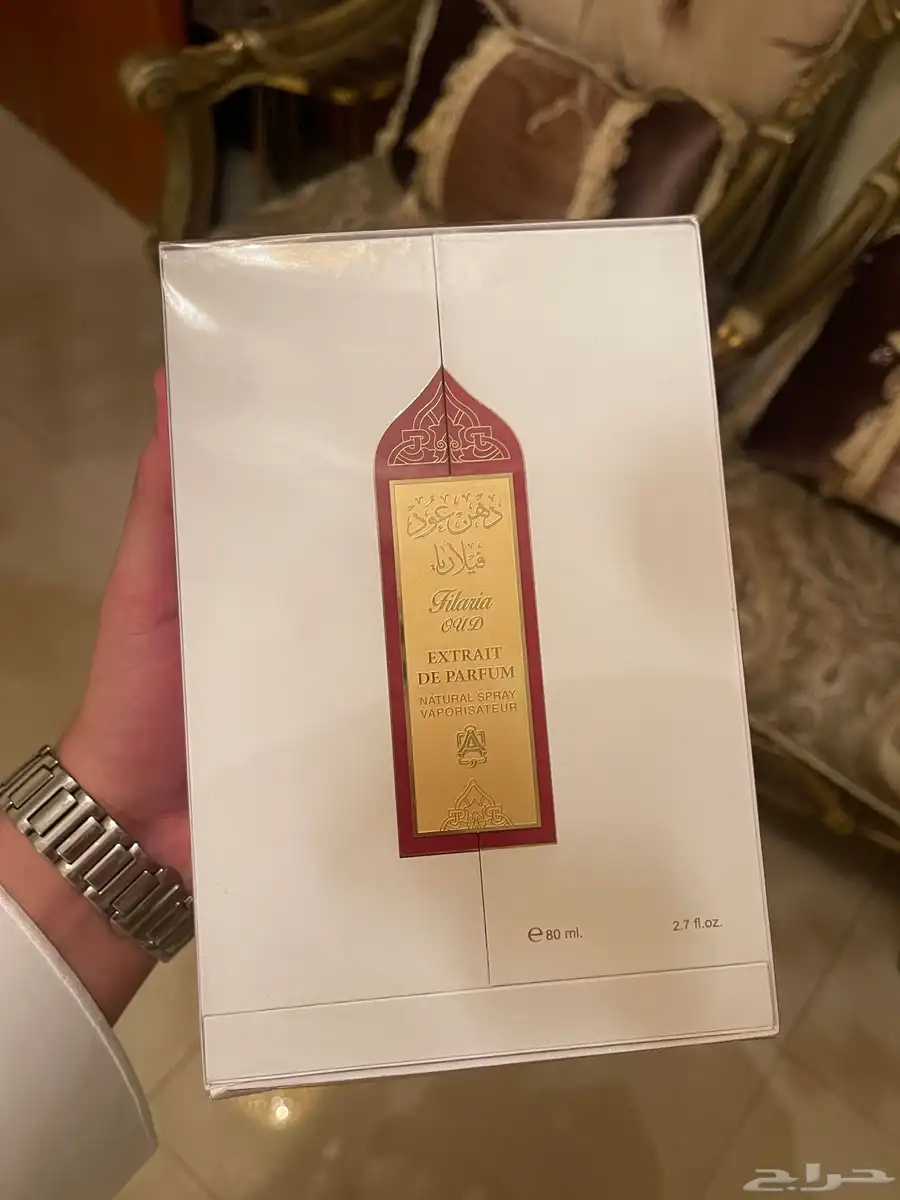 دهن عود
فيلاريا
Filaria
OUD
EXTRAIT
DE PARFUM
NATURAL SPRAY
VAPORISATEUR
℮ 80 ml.
2.7 fl.oz.
حراج